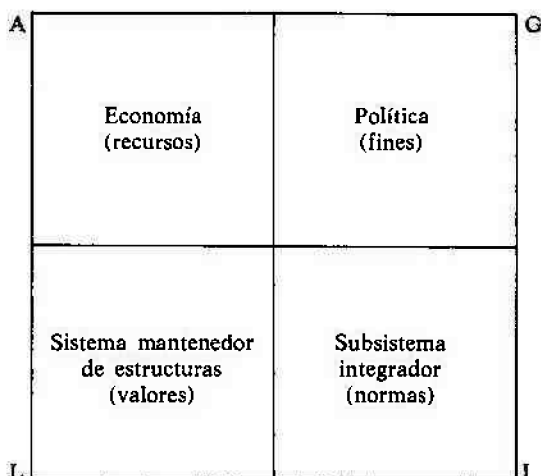 A
G
Economía
(recursos)
Política
(fines)
Sistema mantenedor
de estructuras
(valores)
Subsistema
integrador
(normas)
L
I